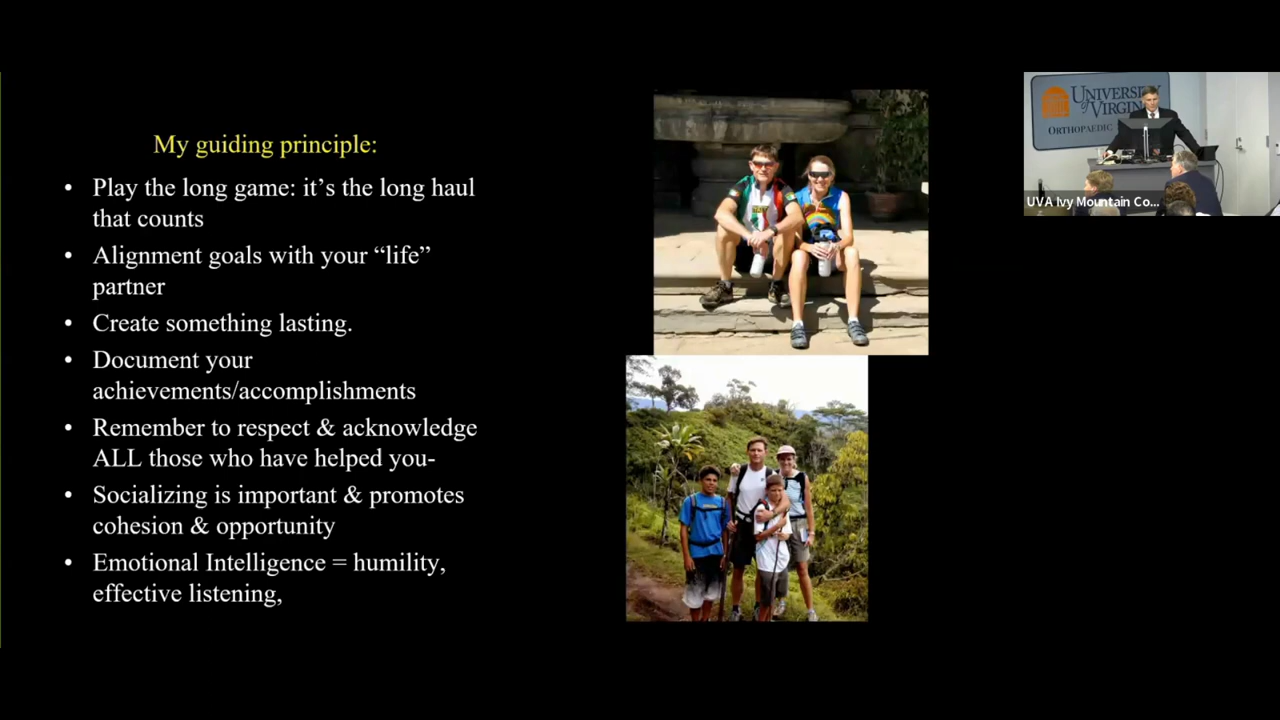 My guiding principle:
• Play the long game: it’s the long haul
that counts
• Alignment goals with your “life”
partner
• Create something lasting.
• Document your
achievements/accomplishments
• Remember to respect & acknowledge
ALL those who have helped you-
• Socializing is important & promotes
cohesion & opportunity
• Emotional Intelligence = humility,
effective listening,
UNIVERSITY
of VIRGINIA
ORTHOPAEDIC
UVA Ivy Mountain Co...